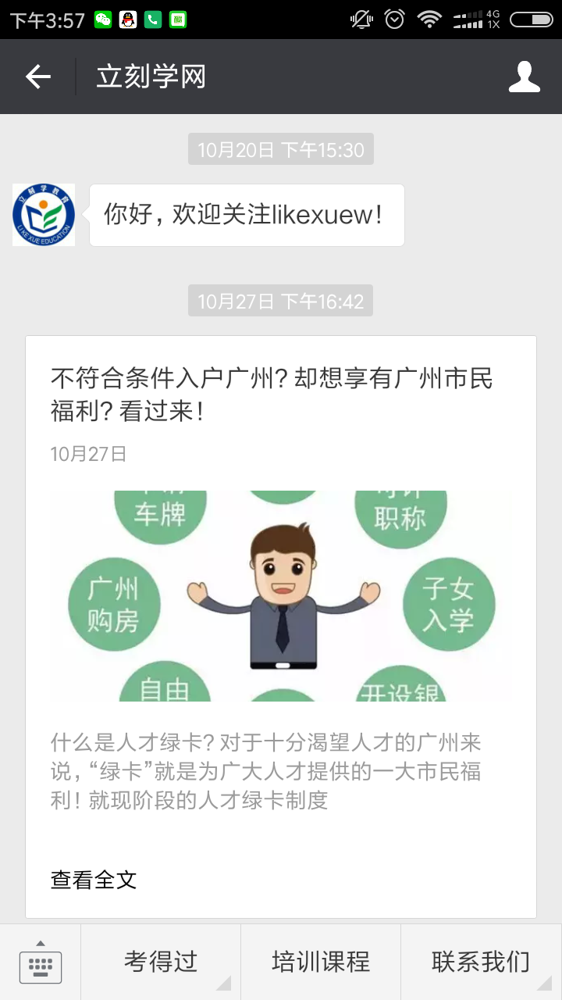 下午3:57
4G
1X
立刻学网
10月20日 下午15:30
立刻学教育
LIKE XUE EDUCATION
你好，欢迎关注likexuew！
10月27日 下午16:42
不符合条件入户广州？却想享有广州市民
福利？看过来！
10月27日
车牌
职称
广州
购房
子女
入学
自由
开设银
什么是人才绿卡？对于十分渴望人才的广州来
说，“绿卡”就是为广大人才提供的一大市民福
利！就现阶段的人才绿卡制度
查看全文
考得过
培训课程
联系我们